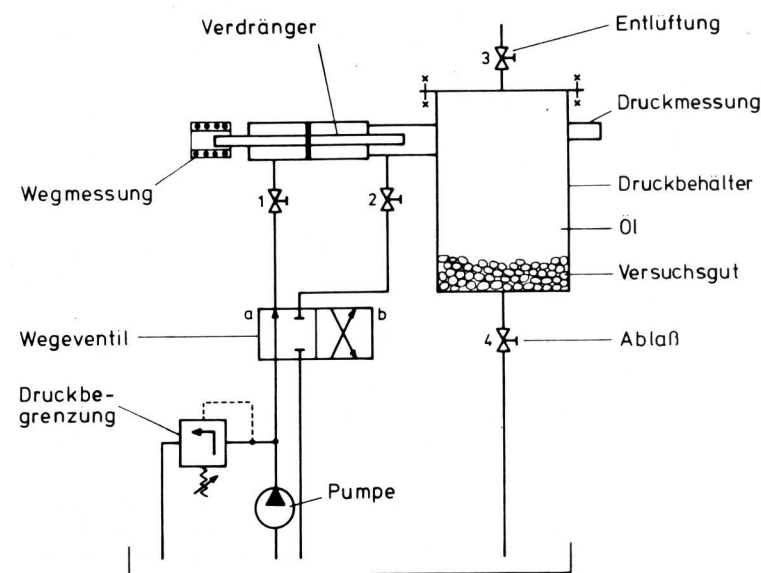 Verdränger
Entlüftung
3
Druckmessung
Wegmessung
1
2
Druckbehälter
Öl
Versuchsgut
a
b
Wegeventil
4
Ablaß
Druckbe-
grenzung
Pumpe